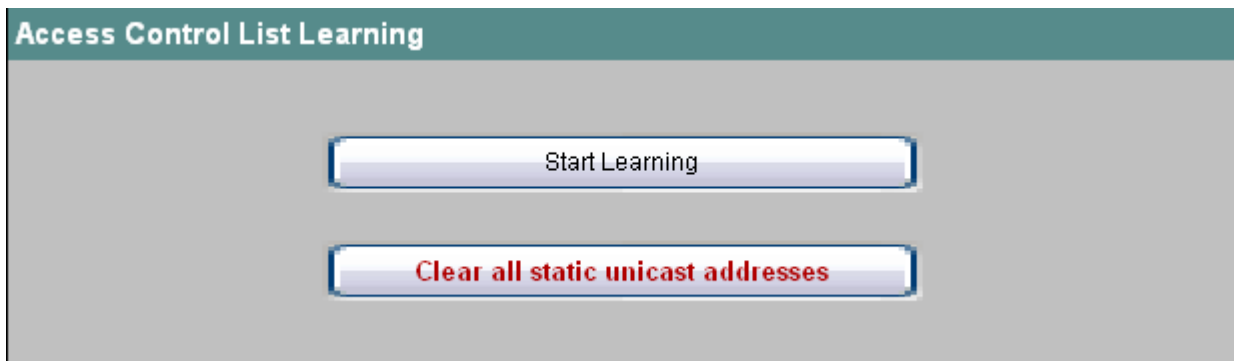 Access Control List Learning
Start Learning
Clear all static unicast addresses